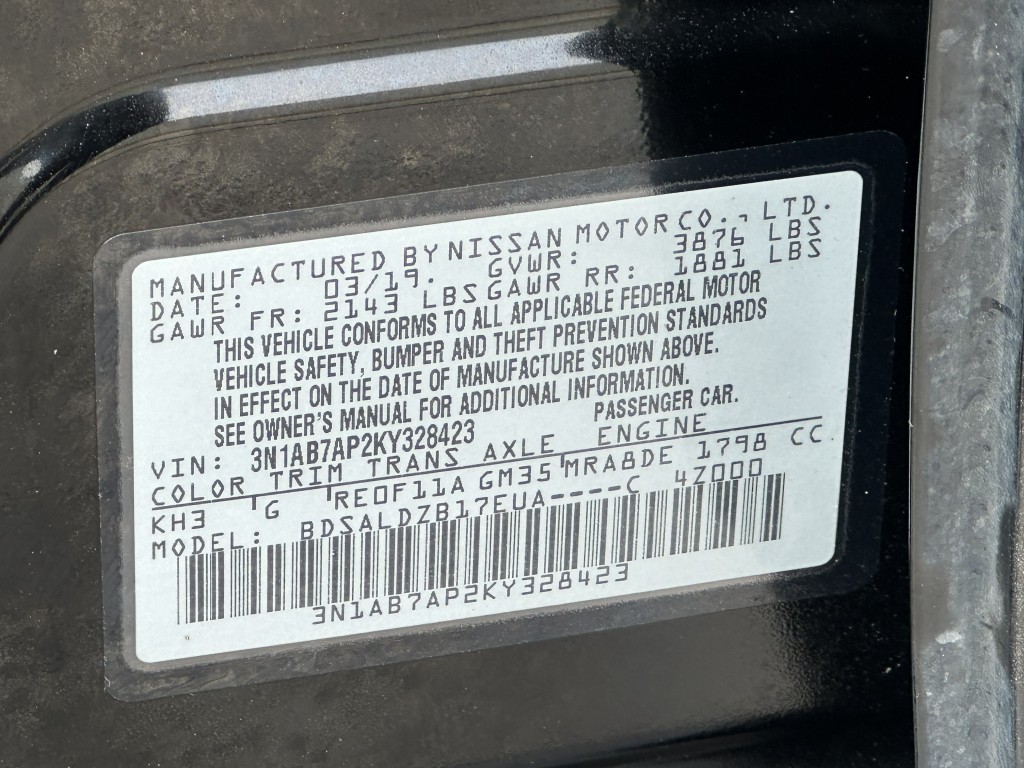 MANUFACTURED BY NISSAN MOTOR CO., LTD.
DATE: 03/19. GVWR: 3876 LBS
GAWR FR: 2143 LBS GAWR RR: 1881 LBS
THIS VEHICLE CONFORMS TO ALL APPLICABLE FEDERAL MOTOR
VEHICLE SAFETY, BUMPER AND THEFT PREVENTION STANDARDS
IN EFFECT ON THE DATE OF MANUFACTURE SHOWN ABOVE.
SEE OWNER'S MANUAL FOR ADDITIONAL INFORMATION.
VIN: 3N1AB7AP2KY328423 PASSENGER CAR.
COLOR TRIM TRANS AXLE ENGINE
KH3 G RE0F11A GM35 MRA8DE 1798 CC
MODEL: BDSALDZB17EUA----C 4Z000
3N1AB7AP2KY328423